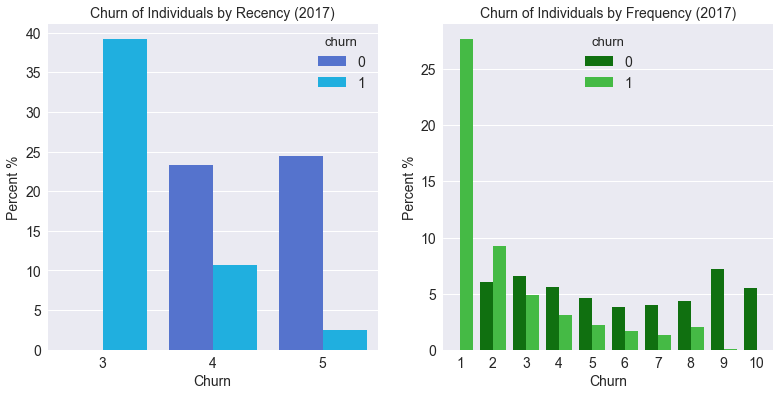 Churn of Individuals by Recency (2017)
Percent %
40
35
30
25
20
15
10
5
0
churn
0
1
3 4 5
Churn
Churn of Individuals by Frequency (2017)
Percent %
25
20
15
10
5
0
churn
0
1
1 2 3 4 5 6 7 8 9 10
Churn